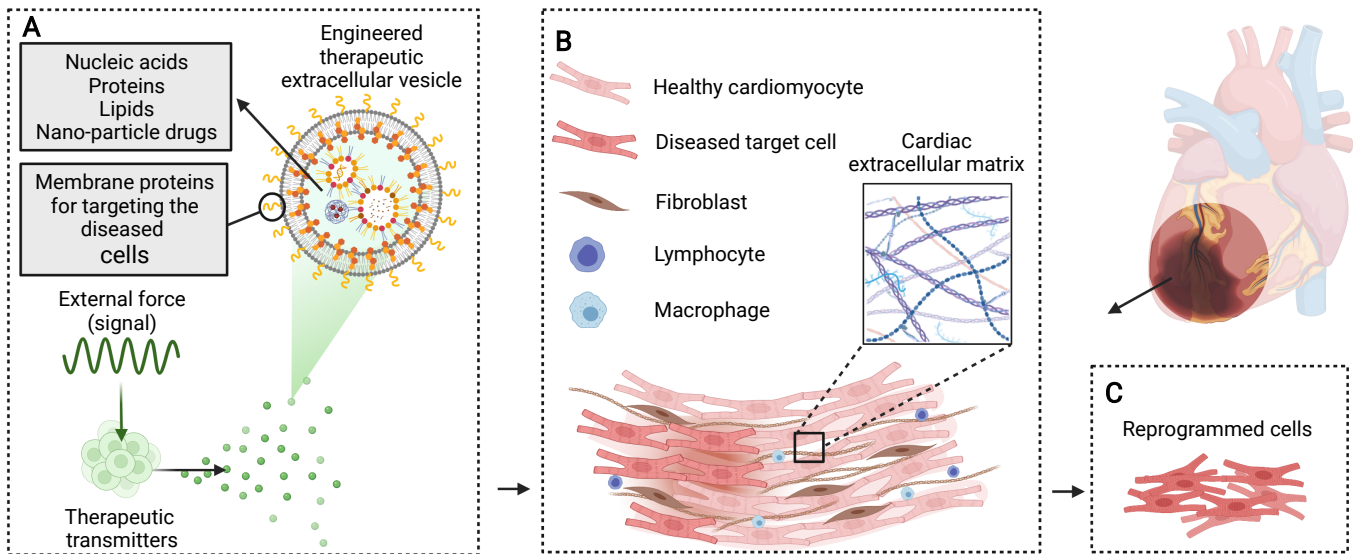 A
Nucleic acids
Proteins
Lipids
Nano-particle drugs
Membrane proteins
for targeting the
diseased
cells
Engineered
therapeutic
extracellular vesicle
External force
(signal)
Therapeutic
transmitters
B
Healthy cardiomyocyte
Diseased target cell
Fibroblast
Lymphocyte
Macrophage
Cardiac
extracellular matrix
C
Reprogrammed cells